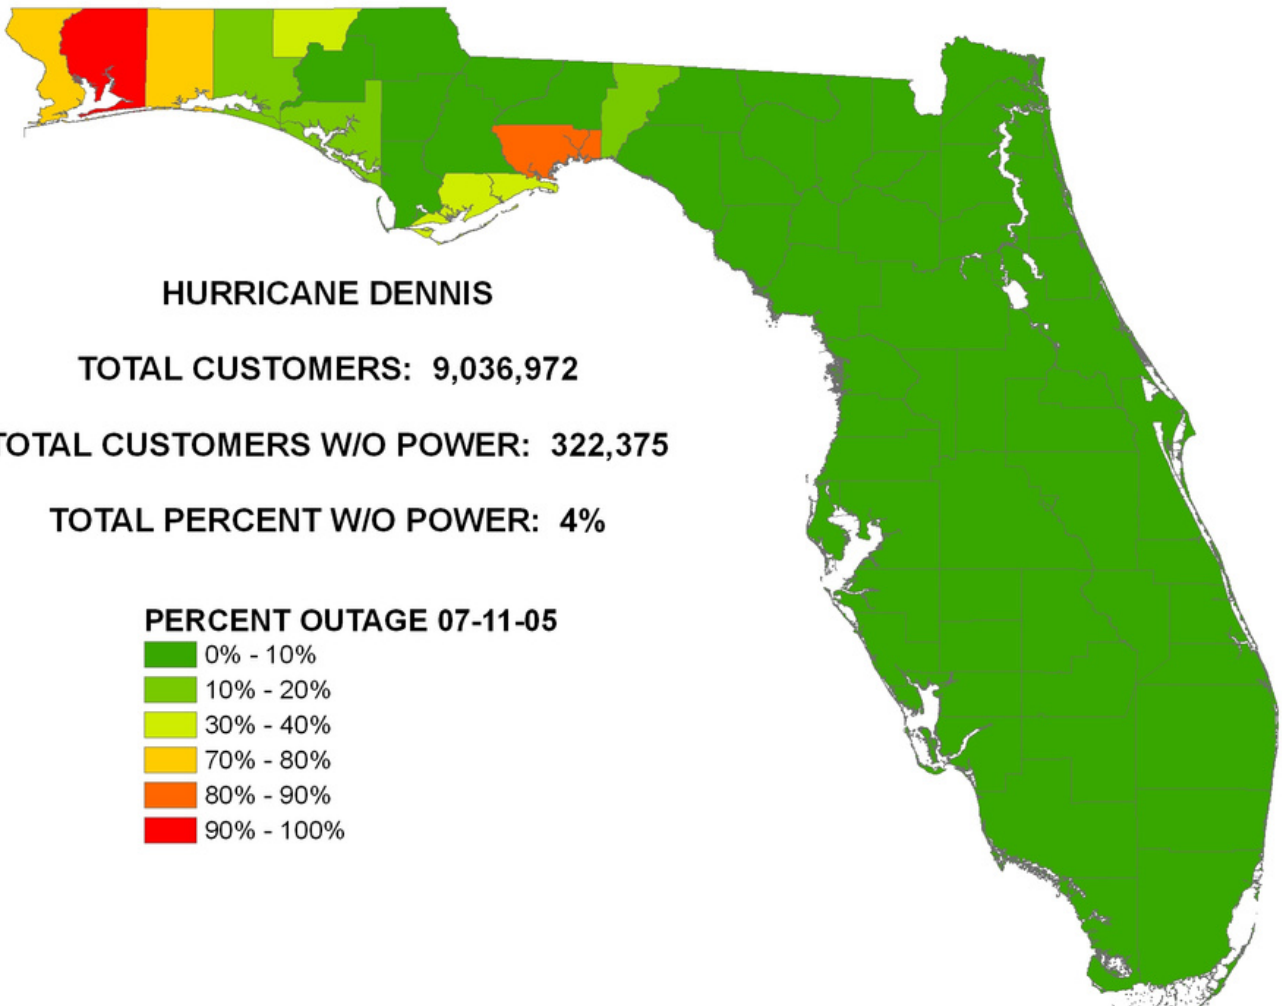 HURRICANE DENNIS
TOTAL CUSTOMERS: 9,036,972
TOTAL CUSTOMERS W/O POWER: 322,375
TOTAL PERCENT W/O POWER: 4%
PERCENT OUTAGE 07-11-05
0% - 10%
10% - 20%
30% - 40%
70% - 80%
80% - 90%
90% - 100%